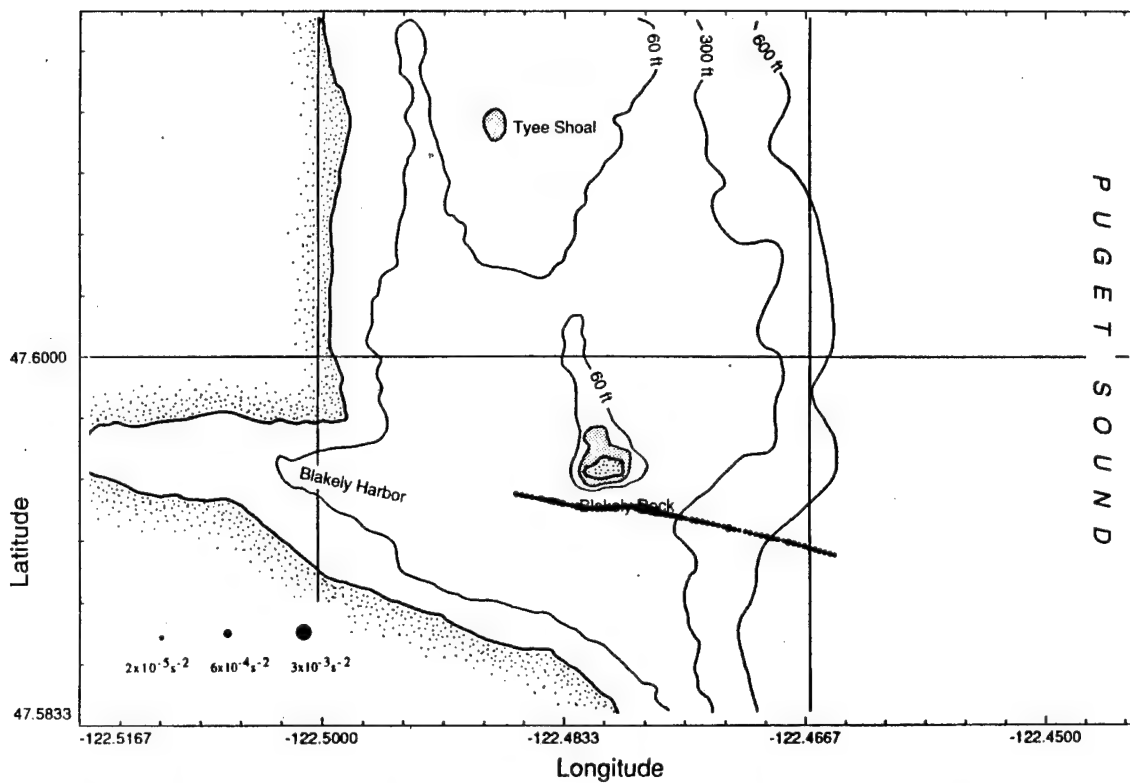 60 ft
300 ft
600 ft
Tyee Shoal
PUGET SOUND
47.6000
60 ft
Blakely Harbor
Blakely Rock
Latitude
2x10⁻⁵s⁻²
6x10⁻⁴s⁻²
3x10⁻³s⁻²
47.5833
-122.5167
-122.5000
-122.4833
-122.4667
-122.4500
Longitude